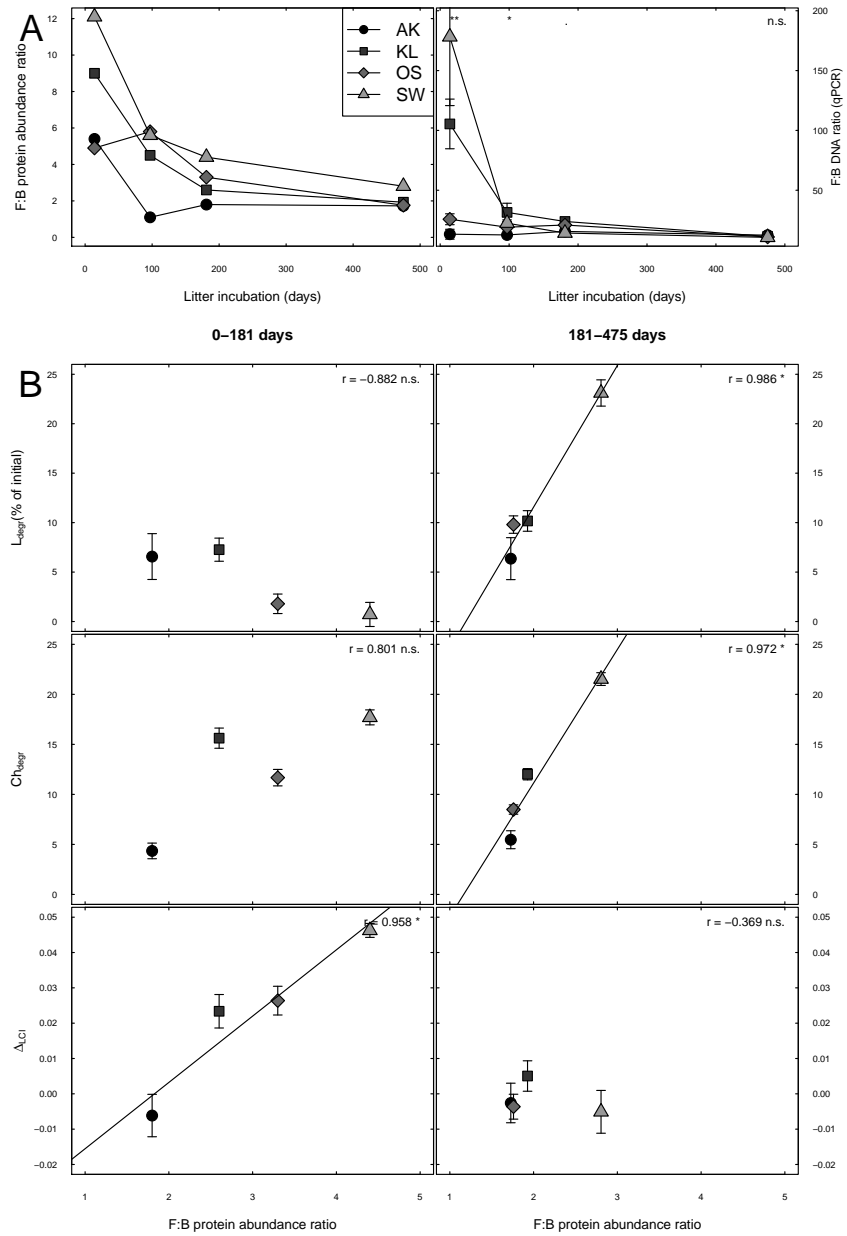 A
12
10
8
6
4
2
0
F:B protein abundance ratio
AK
KL
OS
SW
** * . n.s.
200
150
100
50
F:B DNA ratio (qPCR)
0 100 200 300 400 500
0 100 200 300 400 500
Litter incubation (days)
Litter incubation (days)
0–181 days
181–475 days
B
r = −0.882 n.s.
r = 0.986 *
25
20
15
10
5
0
Ldegr(% of initial)
25
20
15
10
5
0
r = 0.801 n.s.
r = 0.972 *
25
20
15
10
5
0
Chdegr
25
20
15
10
5
0
r = 0.958 *
r = −0.369 n.s.
0.05
0.04
0.03
0.02
0.01
0.00
−0.01
−0.02
ΔLCI
0.05
0.04
0.03
0.02
0.01
0.00
−0.01
−0.02
1 2 3 4 5
1 2 3 4 5
F:B protein abundance ratio
F:B protein abundance ratio